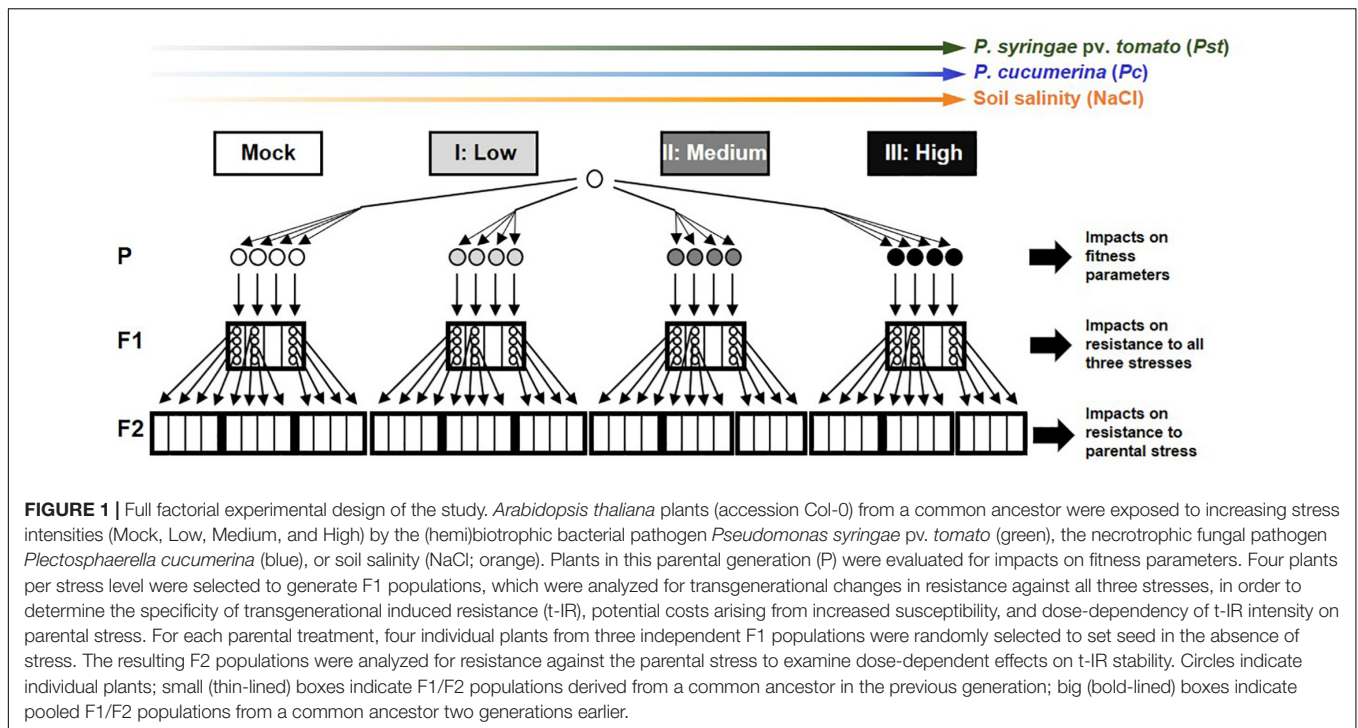 P. syringae pv. tomato (Pst)
P. cucumerina (Pc)
Soil salinity (NaCl)
Mock
I: Low
II: Medium
III: High
P
Impacts on
fitness
parameters
F1
Impacts on
resistance to all
three stresses
F2
Impacts on
resistance to
parental stress
FIGURE 1 | Full factorial experimental design of the study. Arabidopsis thaliana plants (accession Col-0) from a common ancestor were exposed to increasing stress
intensities (Mock, Low, Medium, and High) by the (hemi)biotrophic bacterial pathogen Pseudomonas syringae pv. tomato (green), the necrotrophic fungal pathogen
Plectosphaerella cucumerina (blue), or soil salinity (NaCl; orange). Plants in this parental generation (P) were evaluated for impacts on fitness parameters. Four plants
per stress level were selected to generate F1 populations, which were analyzed for transgenerational changes in resistance against all three stresses, in order to
determine the specificity of transgenerational induced resistance (t-IR), potential costs arising from increased susceptibility, and dose-dependency of t-IR intensity on
parental stress. For each parental treatment, four individual plants from three independent F1 populations were randomly selected to set seed in the absence of
stress. The resulting F2 populations were analyzed for resistance against the parental stress to examine dose-dependent effects on t-IR stability. Circles indicate
individual plants; small (thin-lined) boxes indicate F1/F2 populations derived from a common ancestor in the previous generation; big (bold-lined) boxes indicate
pooled F1/F2 populations from a common ancestor two generations earlier.